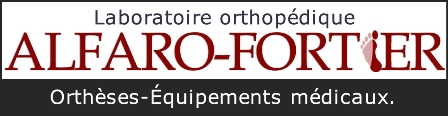 Laboratoire orthopédique
ALFARO-FORTIER
Orthèses-Équipements médicaux.